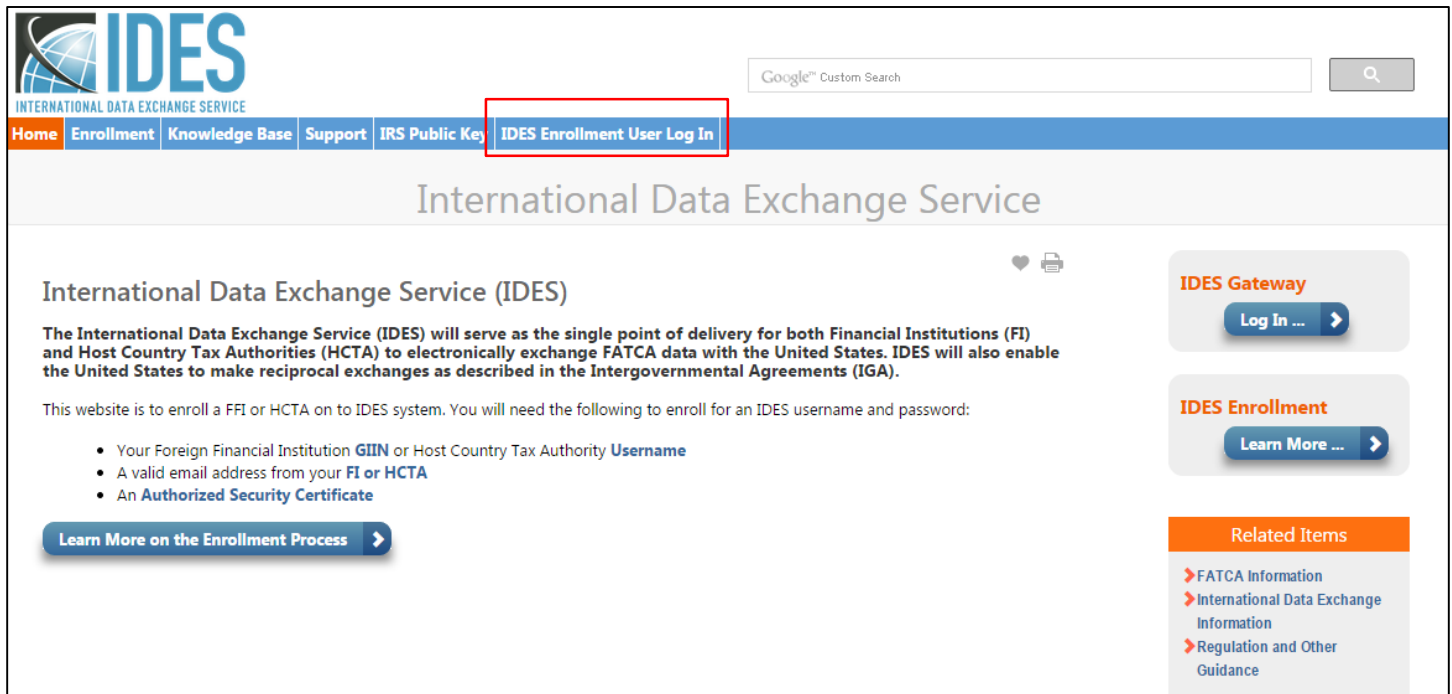 IDES
INTERNATIONAL DATA EXCHANGE SERVICE
Google™ Custom Search
Home Enrollment Knowledge Base Support IRS Public Key IDES Enrollment User Log In
International Data Exchange Service
International Data Exchange Service (IDES)
The International Data Exchange Service (IDES) will serve as the single point of delivery for both Financial Institutions (FI)
and Host Country Tax Authorities (HCTA) to electronically exchange FATCA data with the United States. IDES will also enable
the United States to make reciprocal exchanges as described in the Intergovernmental Agreements (IGA).
This website is to enroll a FFI or HCTA on to IDES system. You will need the following to enroll for an IDES username and password:
• Your Foreign Financial Institution GIIN or Host Country Tax Authority Username
• A valid email address from your FI or HCTA
• An Authorized Security Certificate
Learn More on the Enrollment Process
IDES Gateway
Log In ...
IDES Enrollment
Learn More ...
Related Items
FATCA Information
International Data Exchange
Information
Regulation and Other
Guidance